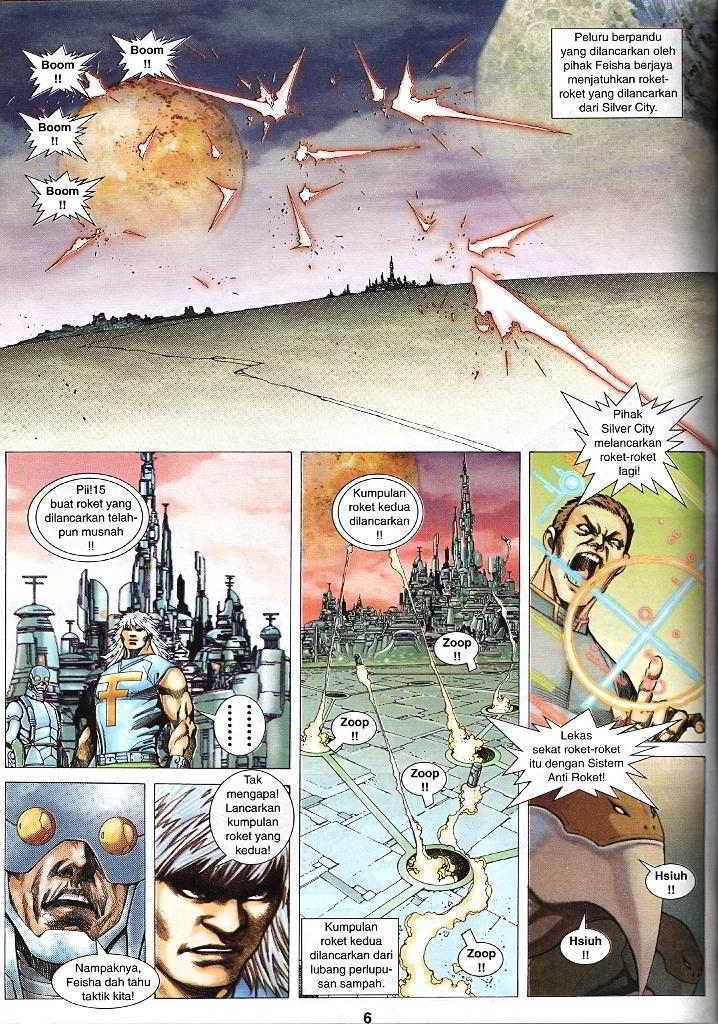 Boom
!!
Boom
!!
Boom
!!
Boom
!!
Peluru berpandu
yang dilancarkan oleh
pihak Feisha berjaya
menjatuhkan roket-
roket yang dilancarkan
dari Silver City.
Pihak
Silver City
melancarkan
roket-roket
lagi!
Pii!15
buat roket yang
dilancarkan telah-
pun musnah
!!
F
Nampaknya,
Feisha dah tahu
taktik kita!
Tak
mengapa!
Lancarkan
kumpulan
roket yang
kedua!
Kumpulan
roket kedua
dilancarkan
!!
Zoop
!!
Zoop
!!
Zoop
!!
Zoop
!!
Kumpulan
roket kedua
dilancarkan dari
lubang perlupu-
san sampah.
Lekas
sekat roket-roket
itu dengan Sistem
Anti Roket!
Hsiuh
!!
Hsiuh
!!
6